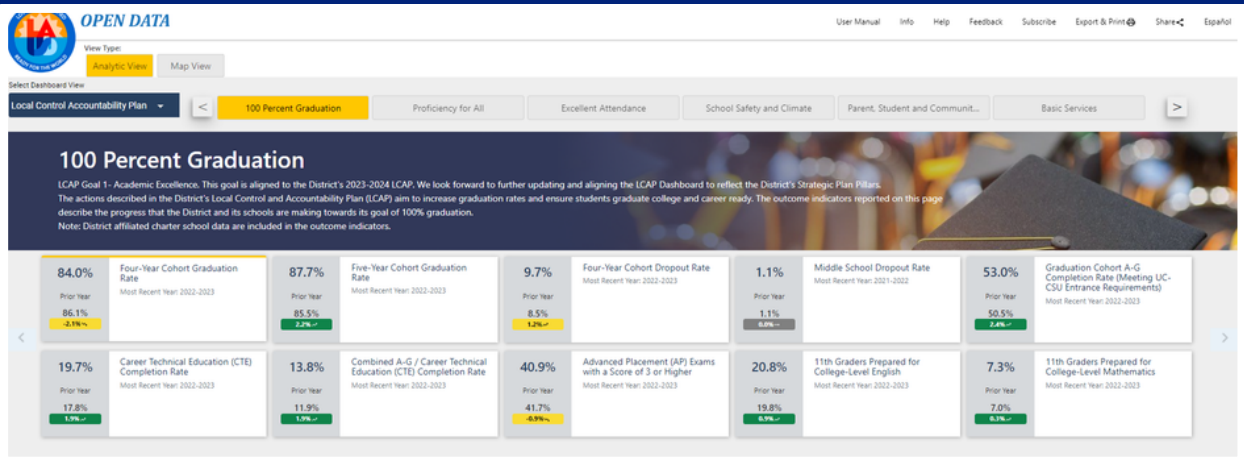 OPEN DATA
User Manual Info Help Feedback Subscribe Export & Print Share Español
View Type:
Analytic View Map View
Select Dashboard View
Local Control Accountability Plan < 100 Percent Graduation Proficiency for All Excellent Attendance School Safety and Climate Parent, Student and Communit... Basic Services >
100 Percent Graduation
LCAP Goal 1- Academic Excellence. This goal is aligned to the District's 2023-2024 LCAP. We look forward to further updating and aligning the LCAP Dashboard to reflect the District's Strategic Plan Pillars.
The actions described in the District's Local Control and Accountability Plan (LCAP) aim to increase graduation rates and ensure students graduate college and career ready. The outcome indicators reported on this page
describe the progress that the District and its schools are making towards its goal of 100% graduation.
Note: District affiliated charter school data are included in the outcome indicators.
84.0%
Prior Year
86.1%
-2.1%
Four-Year Cohort Graduation
Rate
Most Recent Year: 2022-2023
87.7%
Prior Year
85.5%
2.2%
Five-Year Cohort Graduation
Rate
Most Recent Year: 2022-2023
9.7%
Prior Year
8.5%
1.2%
Four-Year Cohort Dropout Rate
Most Recent Year: 2022-2023
1.1%
Prior Year
1.1%
0.0%
Middle School Dropout Rate
Most Recent Year: 2021-2022
53.0%
Prior Year
50.5%
2.4%
Graduation Cohort A-G
Completion Rate (Meeting UC-
CSU Entrance Requirements)
Most Recent Year: 2022-2023
19.7%
Prior Year
17.8%
1.9%
Career Technical Education (CTE)
Completion Rate
Most Recent Year: 2022-2023
13.8%
Prior Year
11.9%
1.9%
Combined A-G / Career Technical
Education (CTE) Completion Rate
Most Recent Year: 2022-2023
40.9%
Prior Year
41.7%
-0.9%
Advanced Placement (AP) Exams
with a Score of 3 or Higher
Most Recent Year: 2022-2023
20.8%
Prior Year
19.8%
0.9%
11th Graders Prepared for
College-Level English
Most Recent Year: 2022-2023
7.3%
Prior Year
7.0%
0.3%
11th Graders Prepared for
College-Level Mathematics
Most Recent Year: 2022-2023